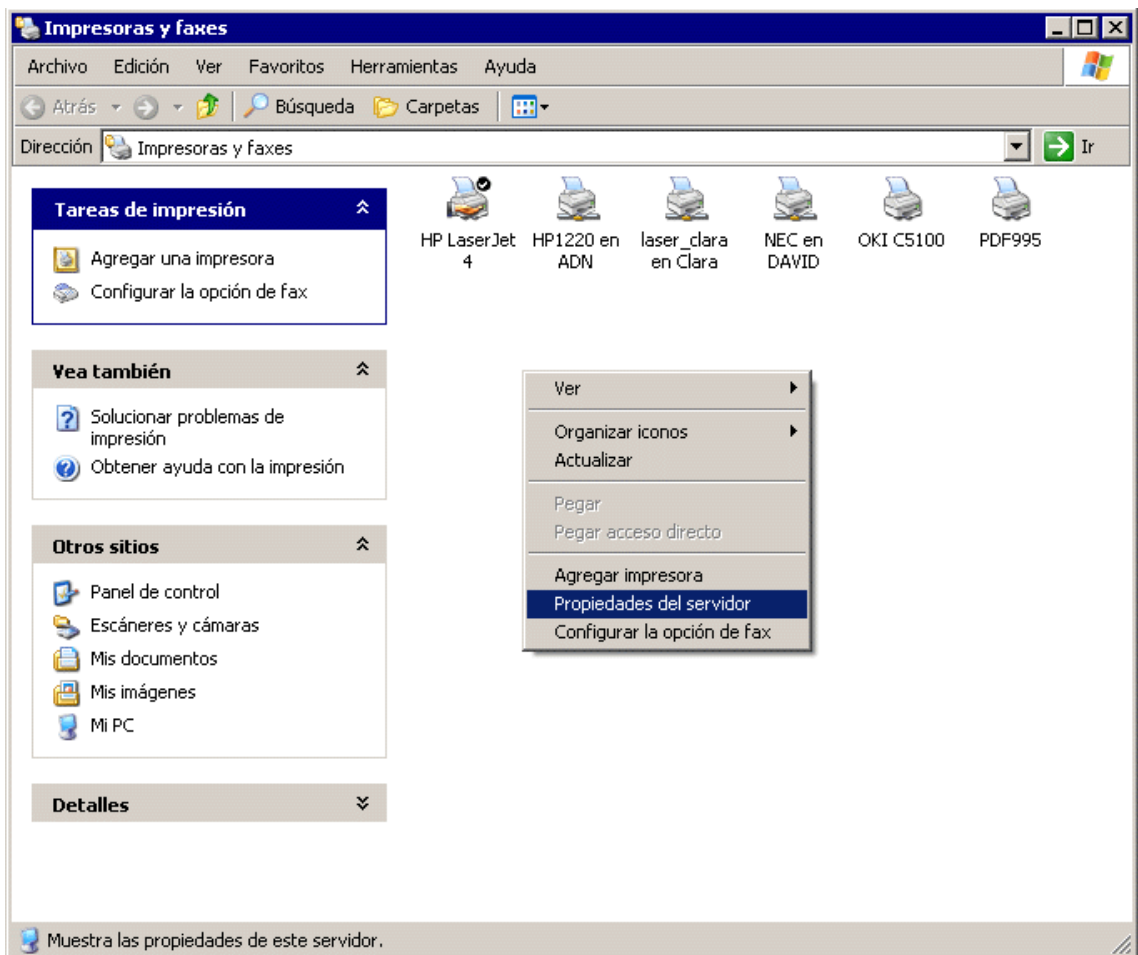 Impresoras y faxes
Archivo Edición Ver Favoritos Herramientas Ayuda
Atrás Búsqueda Carpetas
Dirección Impresoras y faxes Ir
Tareas de impresión
Agregar una impresora
Configurar la opción de fax
Vea también
Solucionar problemas de
impresión
Obtener ayuda con la impresión
Otros sitios
Panel de control
Escáneres y cámaras
Mis documentos
Mis imágenes
Mi PC
Detalles
HP LaserJet
4
HP1220 en
ADN
laser_clara
en Clara
NEC en
DAVID
OKI C5100
PDF995
Ver
Organizar iconos
Actualizar
Pegar
Pegar acceso directo
Agregar impresora
Propiedades del servidor
Configurar la opción de fax
Muestra las propiedades de este servidor.